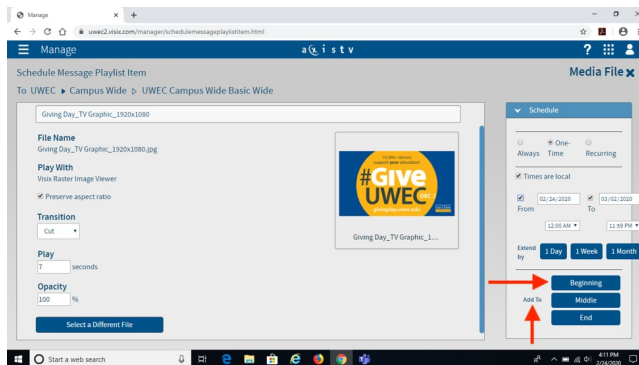 Manage
uwec2.visix.com/manager/schedulemessageplaylistitem.html
Manage
axistv
?
Schedule Message Playlist Item
Media File x
To UWEC ▸ Campus Wide ▹ UWEC Campus Wide Basic Wide
Giving Day_TV Graphic_1920x1080
File Name
Giving Day_TV Graphic_1920x1080.jpg
Play With
Visix Raster Image Viewer
Preserve aspect ratio
Transition
Cut
Play
7 seconds
Opacity
100 %
Select a Different File
#Give
UWEC
Giving Day_TV Graphic_1...
Schedule
Always
One-Time
Recurring
Times are local
From
02/24/2020
To
03/02/2020
12:00 AM
11:59 PM
Extend by
1 Day
1 Week
1 Month
Add To
Beginning
Middle
End
Start a web search
4:11 PM
2/24/2020